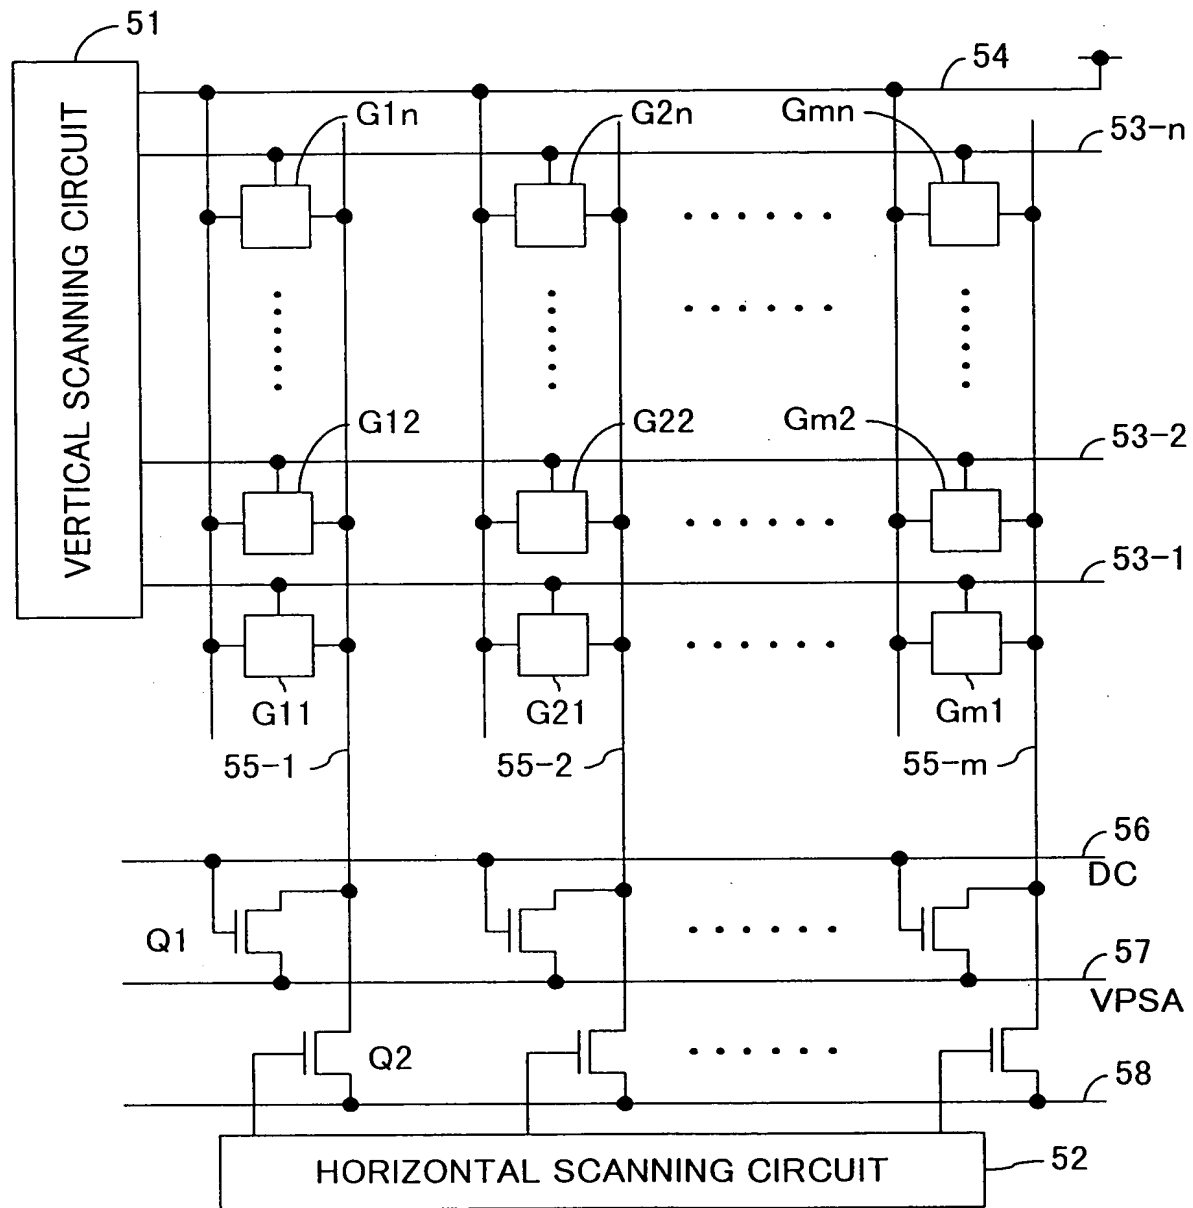 51
54
G1n
G2n
Gmn
53-n
VERTICAL SCANNING CIRCUIT
G12
G22
Gm2
53-2
53-1
G11
G21
Gm1
55-1
55-2
55-m
56
DC
Q1
57
VPSA
Q2
58
HORIZONTAL SCANNING CIRCUIT
52